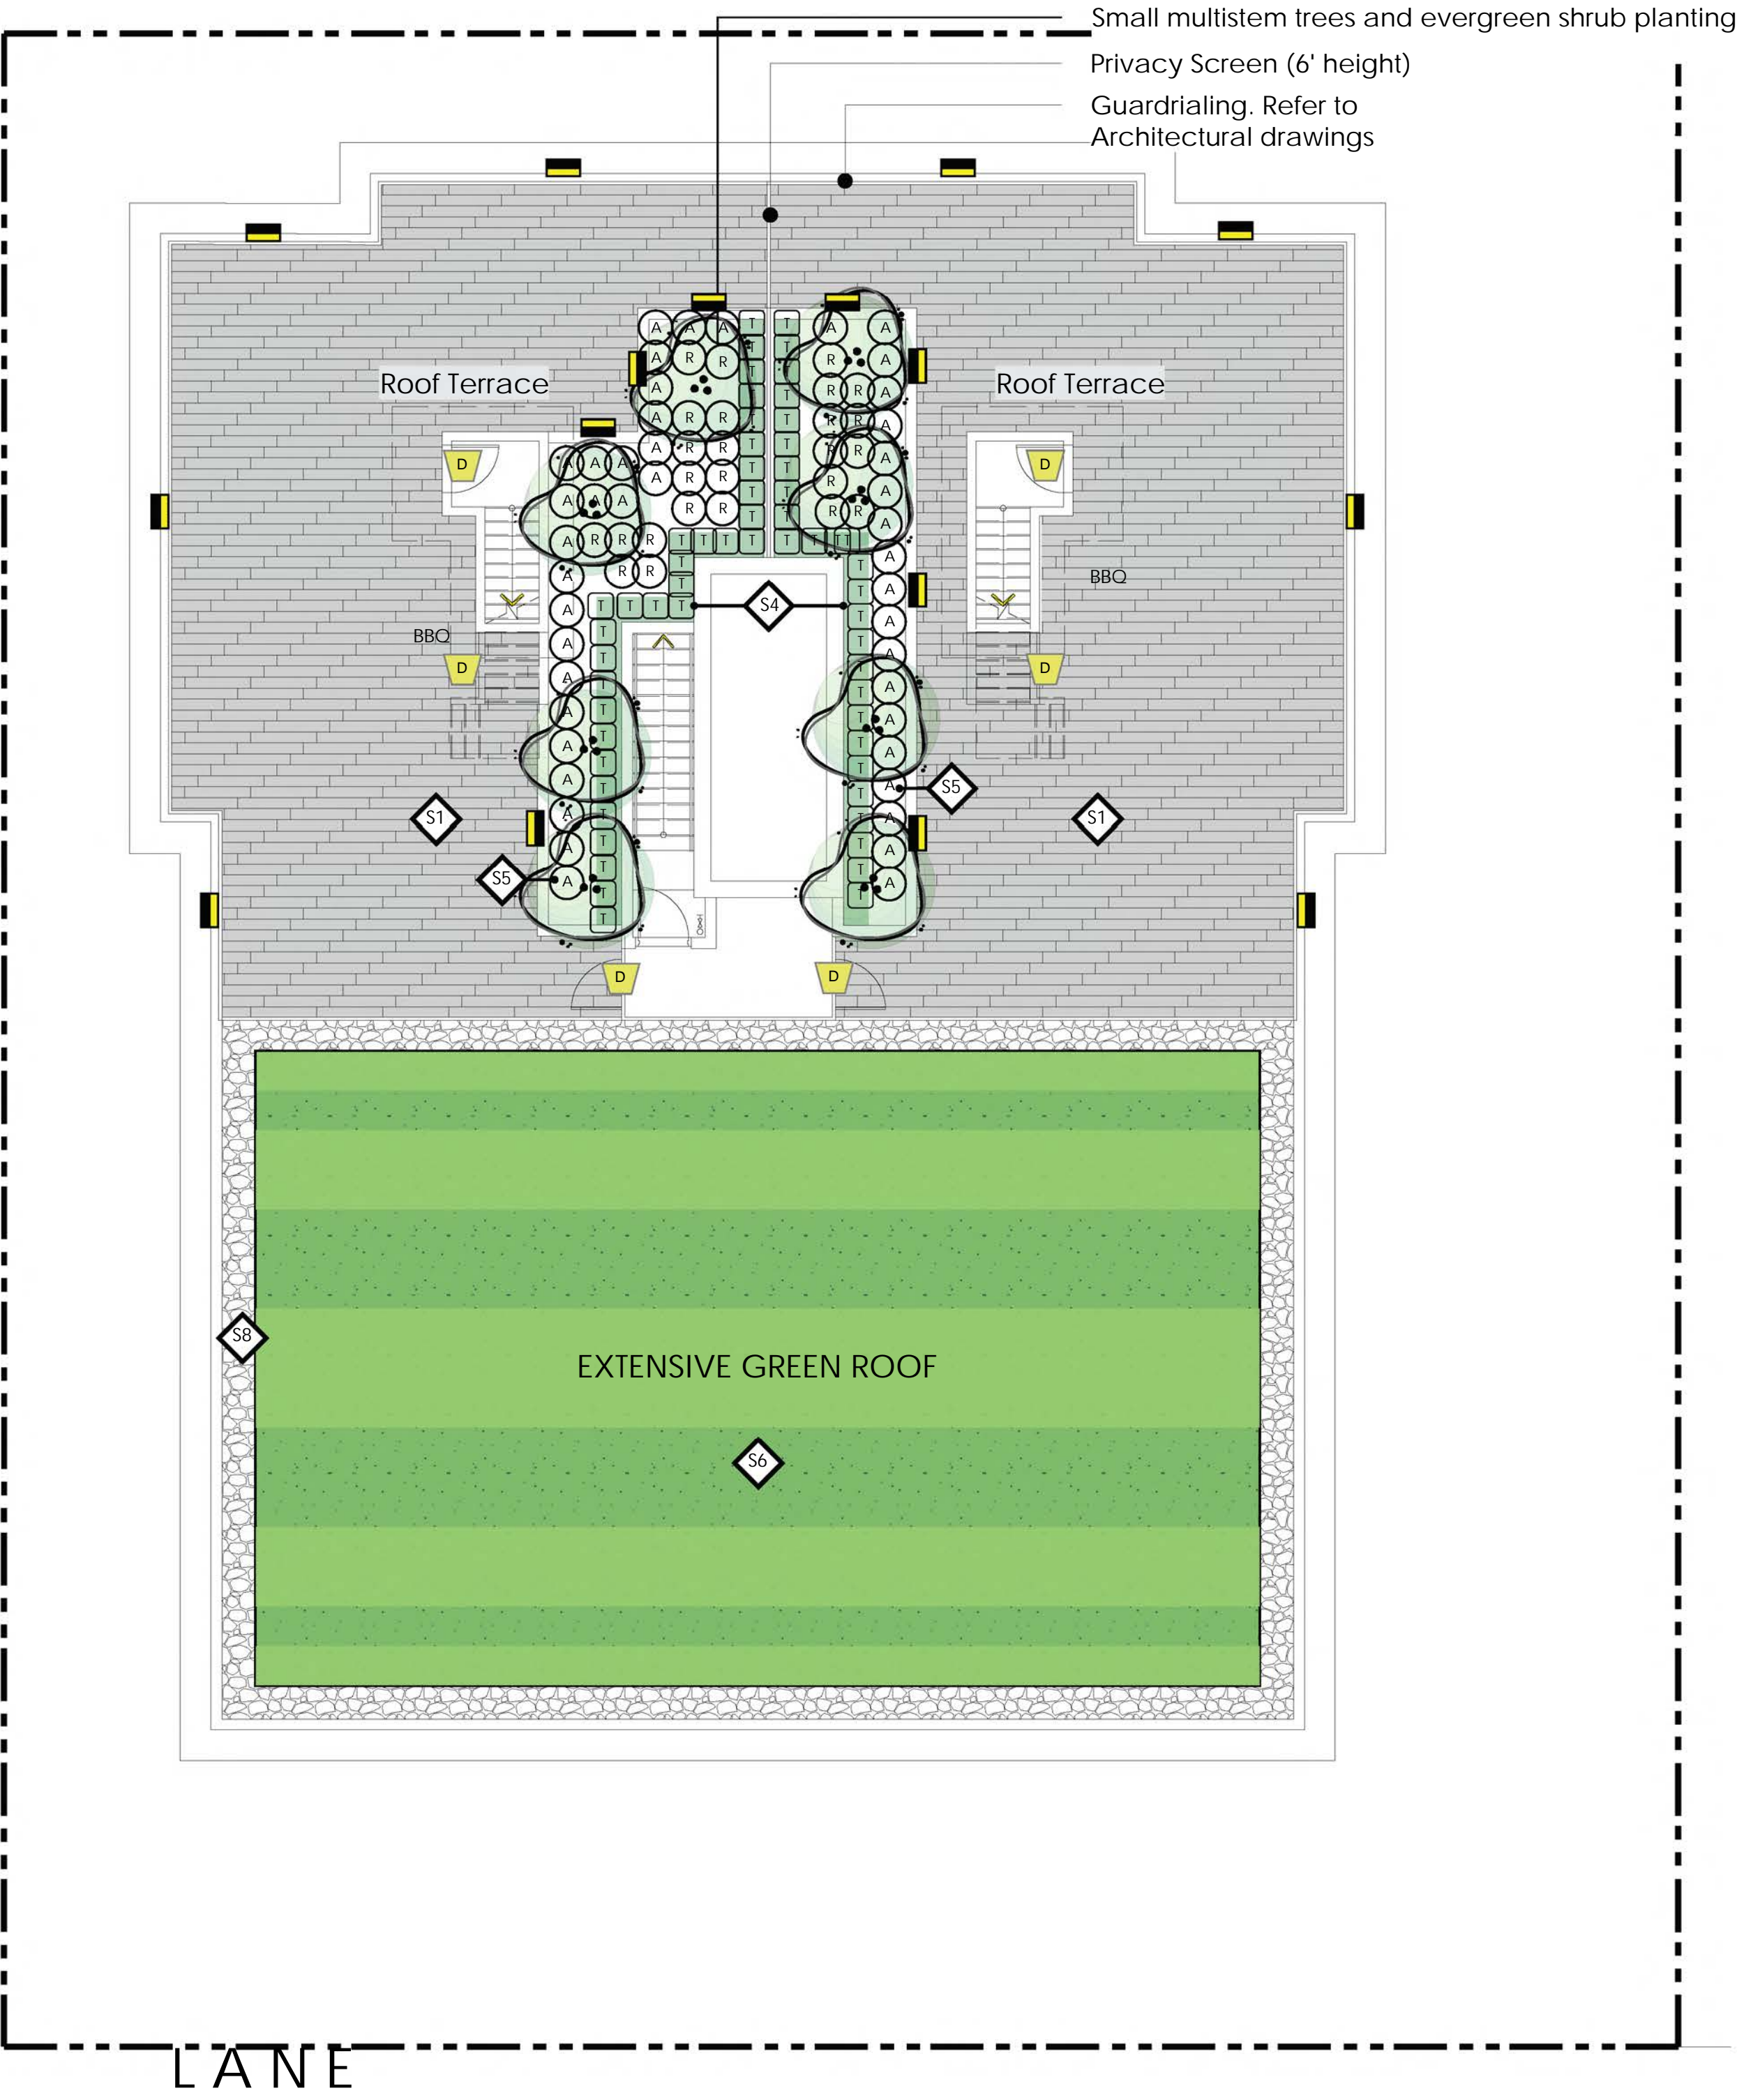 Small multistem trees and evergreen shrub planting
Privacy Screen (6' height)
Guardrialing. Refer to
Architectural drawings
A A A T T A A
A R R T T R A
A T T R R A
A R R T T R R A
A R R T T R R A
A R R T T R A
R R T T R R A
Roof Terrace
Roof Terrace
D
A A A
D
A A A
A R R R T T T T T T T T A
A R R T T A
BBQ
A T T T T S4 T A
BBQ
A T T A
D
A T T A
D
A T T A
A T T A
A T T A
A T T A
S5
S1
A T T A
S1
A T T A
S5
A T T A
T
D
D
S8
EXTENSIVE GREEN ROOF
S6
LANE